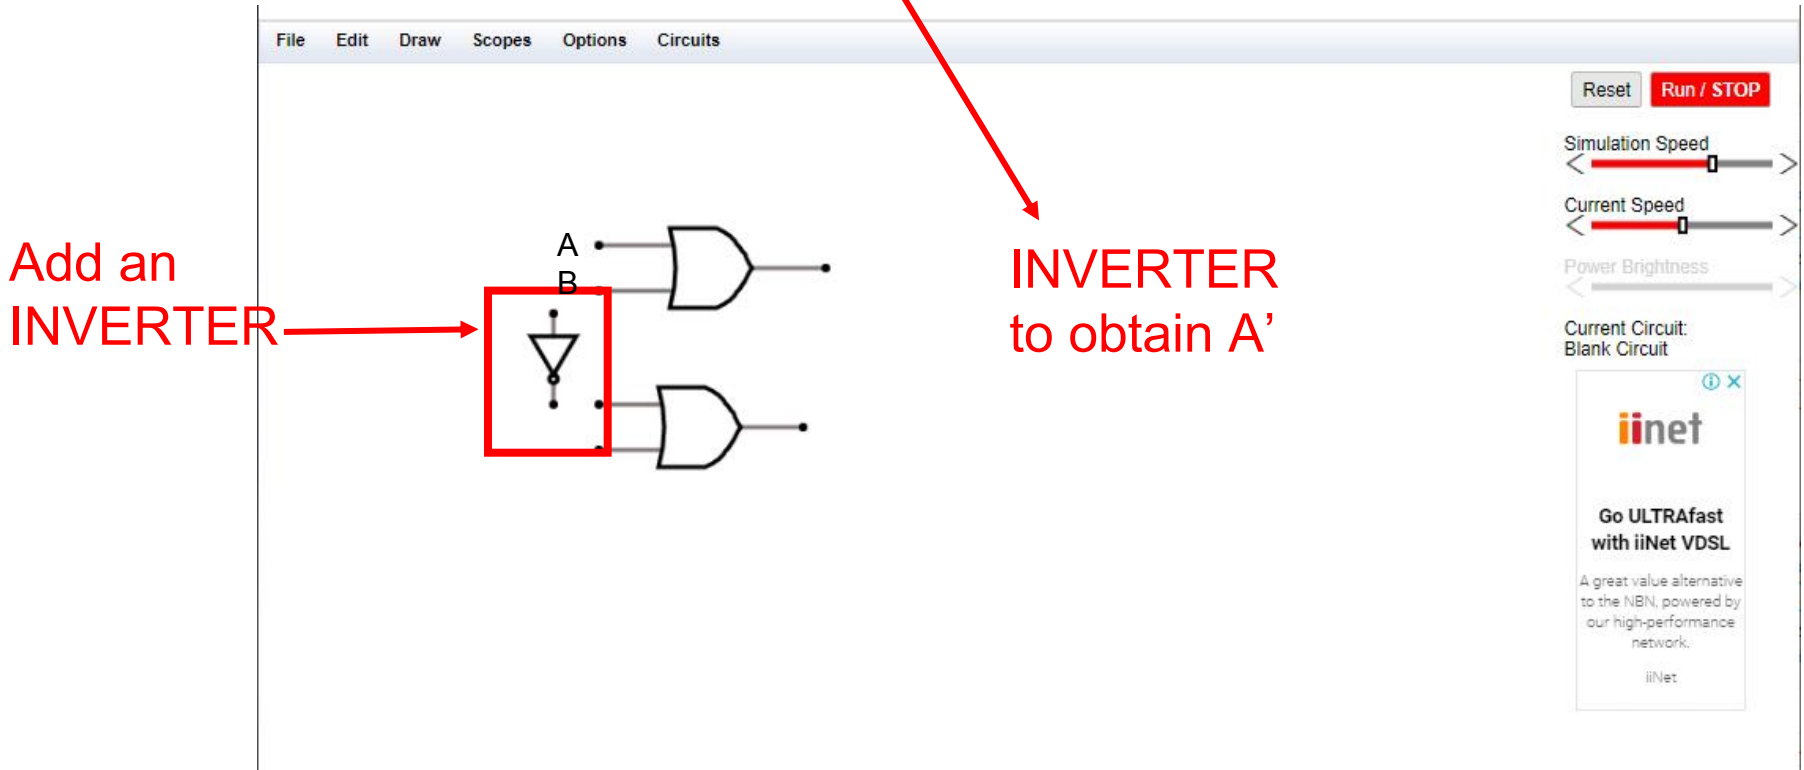 File Edit Draw Scopes Options Circuits
Reset Run / STOP
Simulation Speed
Current Speed
Power Brightness
Current Circuit:
Blank Circuit
Add an
INVERTER
A
B
INVERTER
to obtain A’
iinet
Go ULTRAfast
with iiNet VDSL
A great value alternative
to the NBN, powered by
our high-performance
network.
iiNet